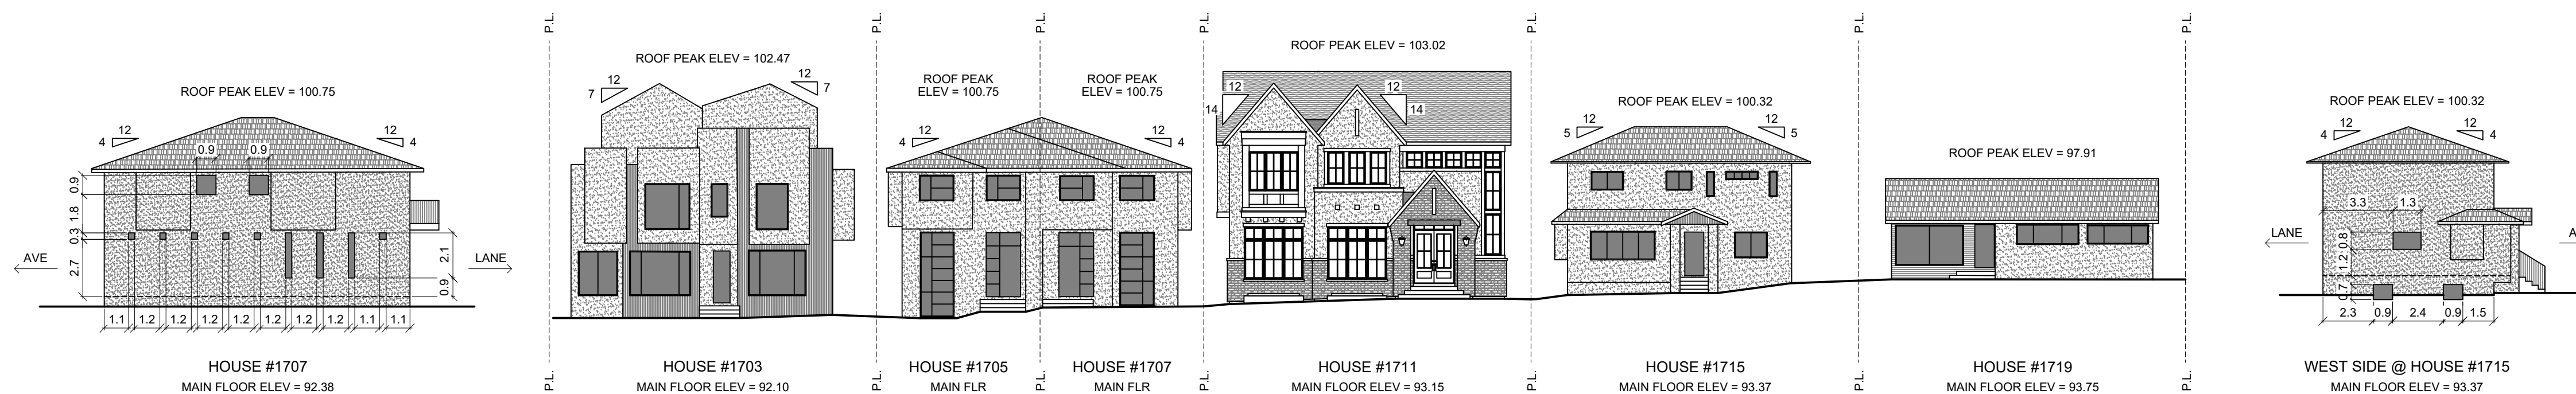 ROOF PEAK ELEV = 100.75
12
4
12
4
0.9
0.9
0.9
1.8
0.3
2.7
2.1
0.9
AVE
LANE
1.1
1.2
1.2
1.2
1.2
1.2
1.2
1.2
1.1
1.1
HOUSE #1707
MAIN FLOOR ELEV = 92.38
P.L.
P.L.
ROOF PEAK ELEV = 102.47
12
7
12
7
HOUSE #1703
MAIN FLOOR ELEV = 92.10
P.L.
P.L.
ROOF PEAK
ELEV = 100.75
12
4
HOUSE #1705
MAIN FLR
P.L.
P.L.
ROOF PEAK
ELEV = 100.75
12
4
HOUSE #1707
MAIN FLR
P.L.
P.L.
ROOF PEAK ELEV = 103.02
12
14
12
14
HOUSE #1711
MAIN FLOOR ELEV = 93.15
P.L.
P.L.
ROOF PEAK ELEV = 100.32
12
5
12
5
HOUSE #1715
MAIN FLOOR ELEV = 93.37
P.L.
P.L.
ROOF PEAK ELEV = 97.91
HOUSE #1719
MAIN FLOOR ELEV = 93.75
P.L.
P.L.
ROOF PEAK ELEV = 100.32
12
4
12
4
3.3
1.3
0.8
1.2
0.7
LANE
2.3
0.9
2.4
0.9
1.5
WEST SIDE @ HOUSE #1715
MAIN FLOOR ELEV = 93.37